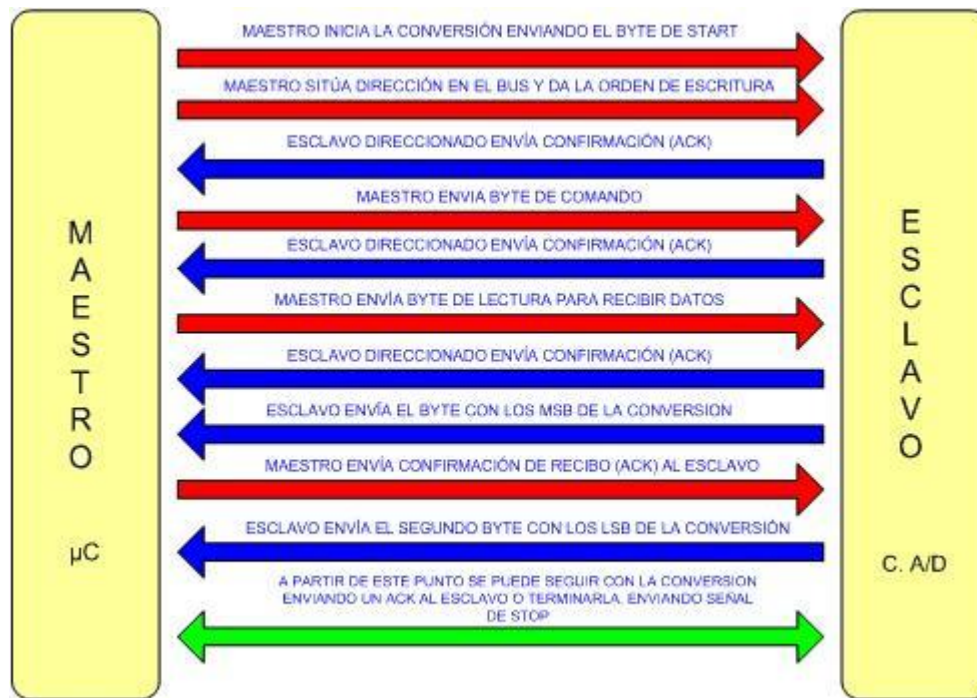 MAESTRO INICIA LA CONVERSIÓN ENVIANDO EL BYTE DE START
MAESTRO SITÚA DIRECCIÓN EN EL BUS Y DA LA ORDEN DE ESCRITURA
ESCLAVO DIRECCIONADO ENVÍA CONFIRMACIÓN (ACK)
MAESTRO ENVIA BYTE DE COMANDO
ESCLAVO DIRECCIONADO ENVÍA CONFIRMACIÓN (ACK)
MAESTRO ENVÍA BYTE DE LECTURA PARA RECIBIR DATOS
ESCLAVO DIRECCIONADO ENVÍA CONFIRMACIÓN (ACK)
ESCLAVO ENVÍA EL BYTE CON LOS MSB DE LA CONVERSION
MAESTRO ENVÍA CONFIRMACIÓN DE RECIBO (ACK) AL ESCLAVO
ESCLAVO ENVÍA EL SEGUNDO BYTE CON LOS LSB DE LA CONVERSIÓN
A PARTIR DE ESTE PUNTO SE PUEDE SEGUIR CON LA CONVERSION
ENVIANDO UN ACK AL ESCLAVO O TERMINARLA, ENVIANDO SEÑAL
DE STOP
MAESTRO
µC
ESCLAVO
C. A/D